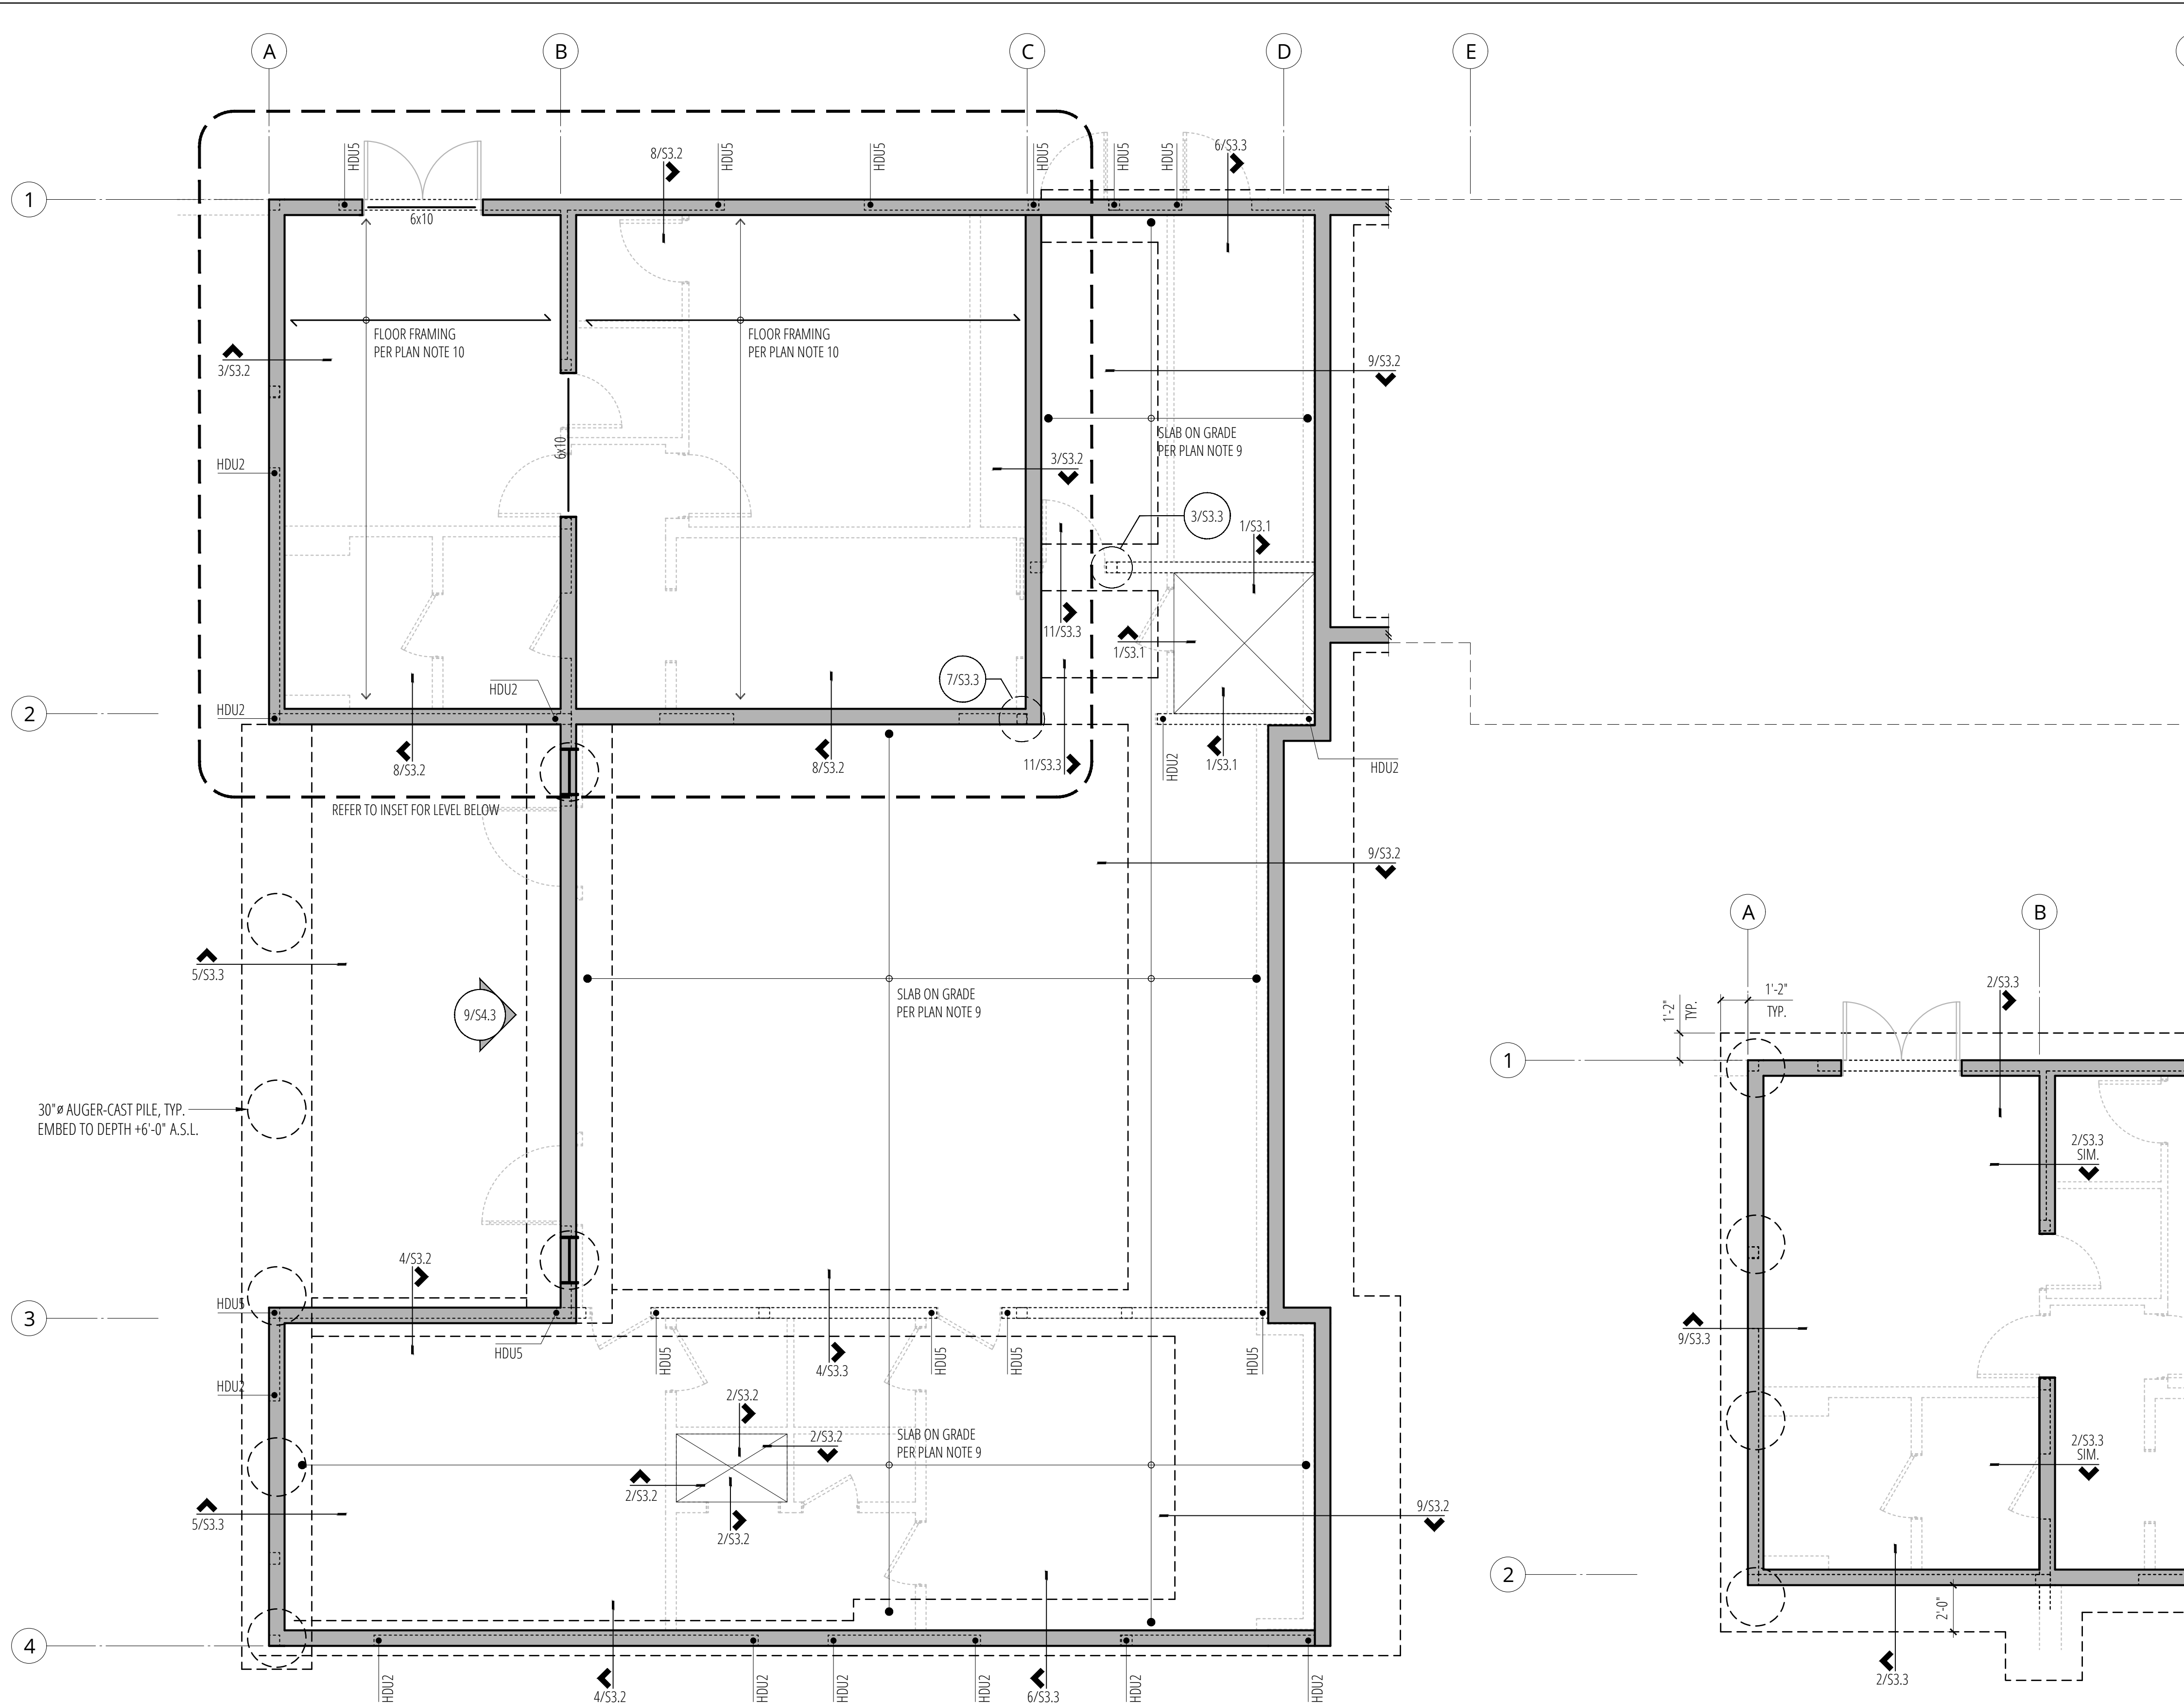 A
B
C
D
E
1
HDU5
8/S3.2
HDU5
HDU5
HDU5
HDU5
HDU5
6/S3.3
6x10
FLOOR FRAMING
PER PLAN NOTE 10
FLOOR FRAMING
PER PLAN NOTE 10
3/S3.2
9/S3.2
SLAB ON GRADE
PER PLAN NOTE 9
6x10
HDU2
3/S3.2
3/S3.3
1/S3.1
11/S3.3
1/S3.1
7/S3.3
HDU2
2
HDU2
8/S3.2
8/S3.2
11/S3.3
HDU2
1/S3.1
HDU2
REFER TO INSET FOR LEVEL BELOW
9/S3.2
5/S3.3
SLAB ON GRADE
PER PLAN NOTE 9
9/S4.3
30"ø AUGER-CAST PILE, TYP.
EMBED TO DEPTH +6'-0" A.S.L.
4/S3.2
3
HDU5
HDU5
HDU5
4/S3.3
HDU5
HDU5
HDU5
HDU2
2/S3.2
2/S3.2
SLAB ON GRADE
PER PLAN NOTE 9
2/S3.2
2/S3.2
5/S3.3
9/S3.2
4
HDU2
4/S3.2
HDU2
HDU2
HDU2
6/S3.3
HDU2
HDU2
A
B
1'-2"
TYP.
1'-2"
TYP.
2/S3.3
1
2/S3.3
SIM.
9/S3.3
2/S3.3
SIM.
2
2'-0"
2/S3.3